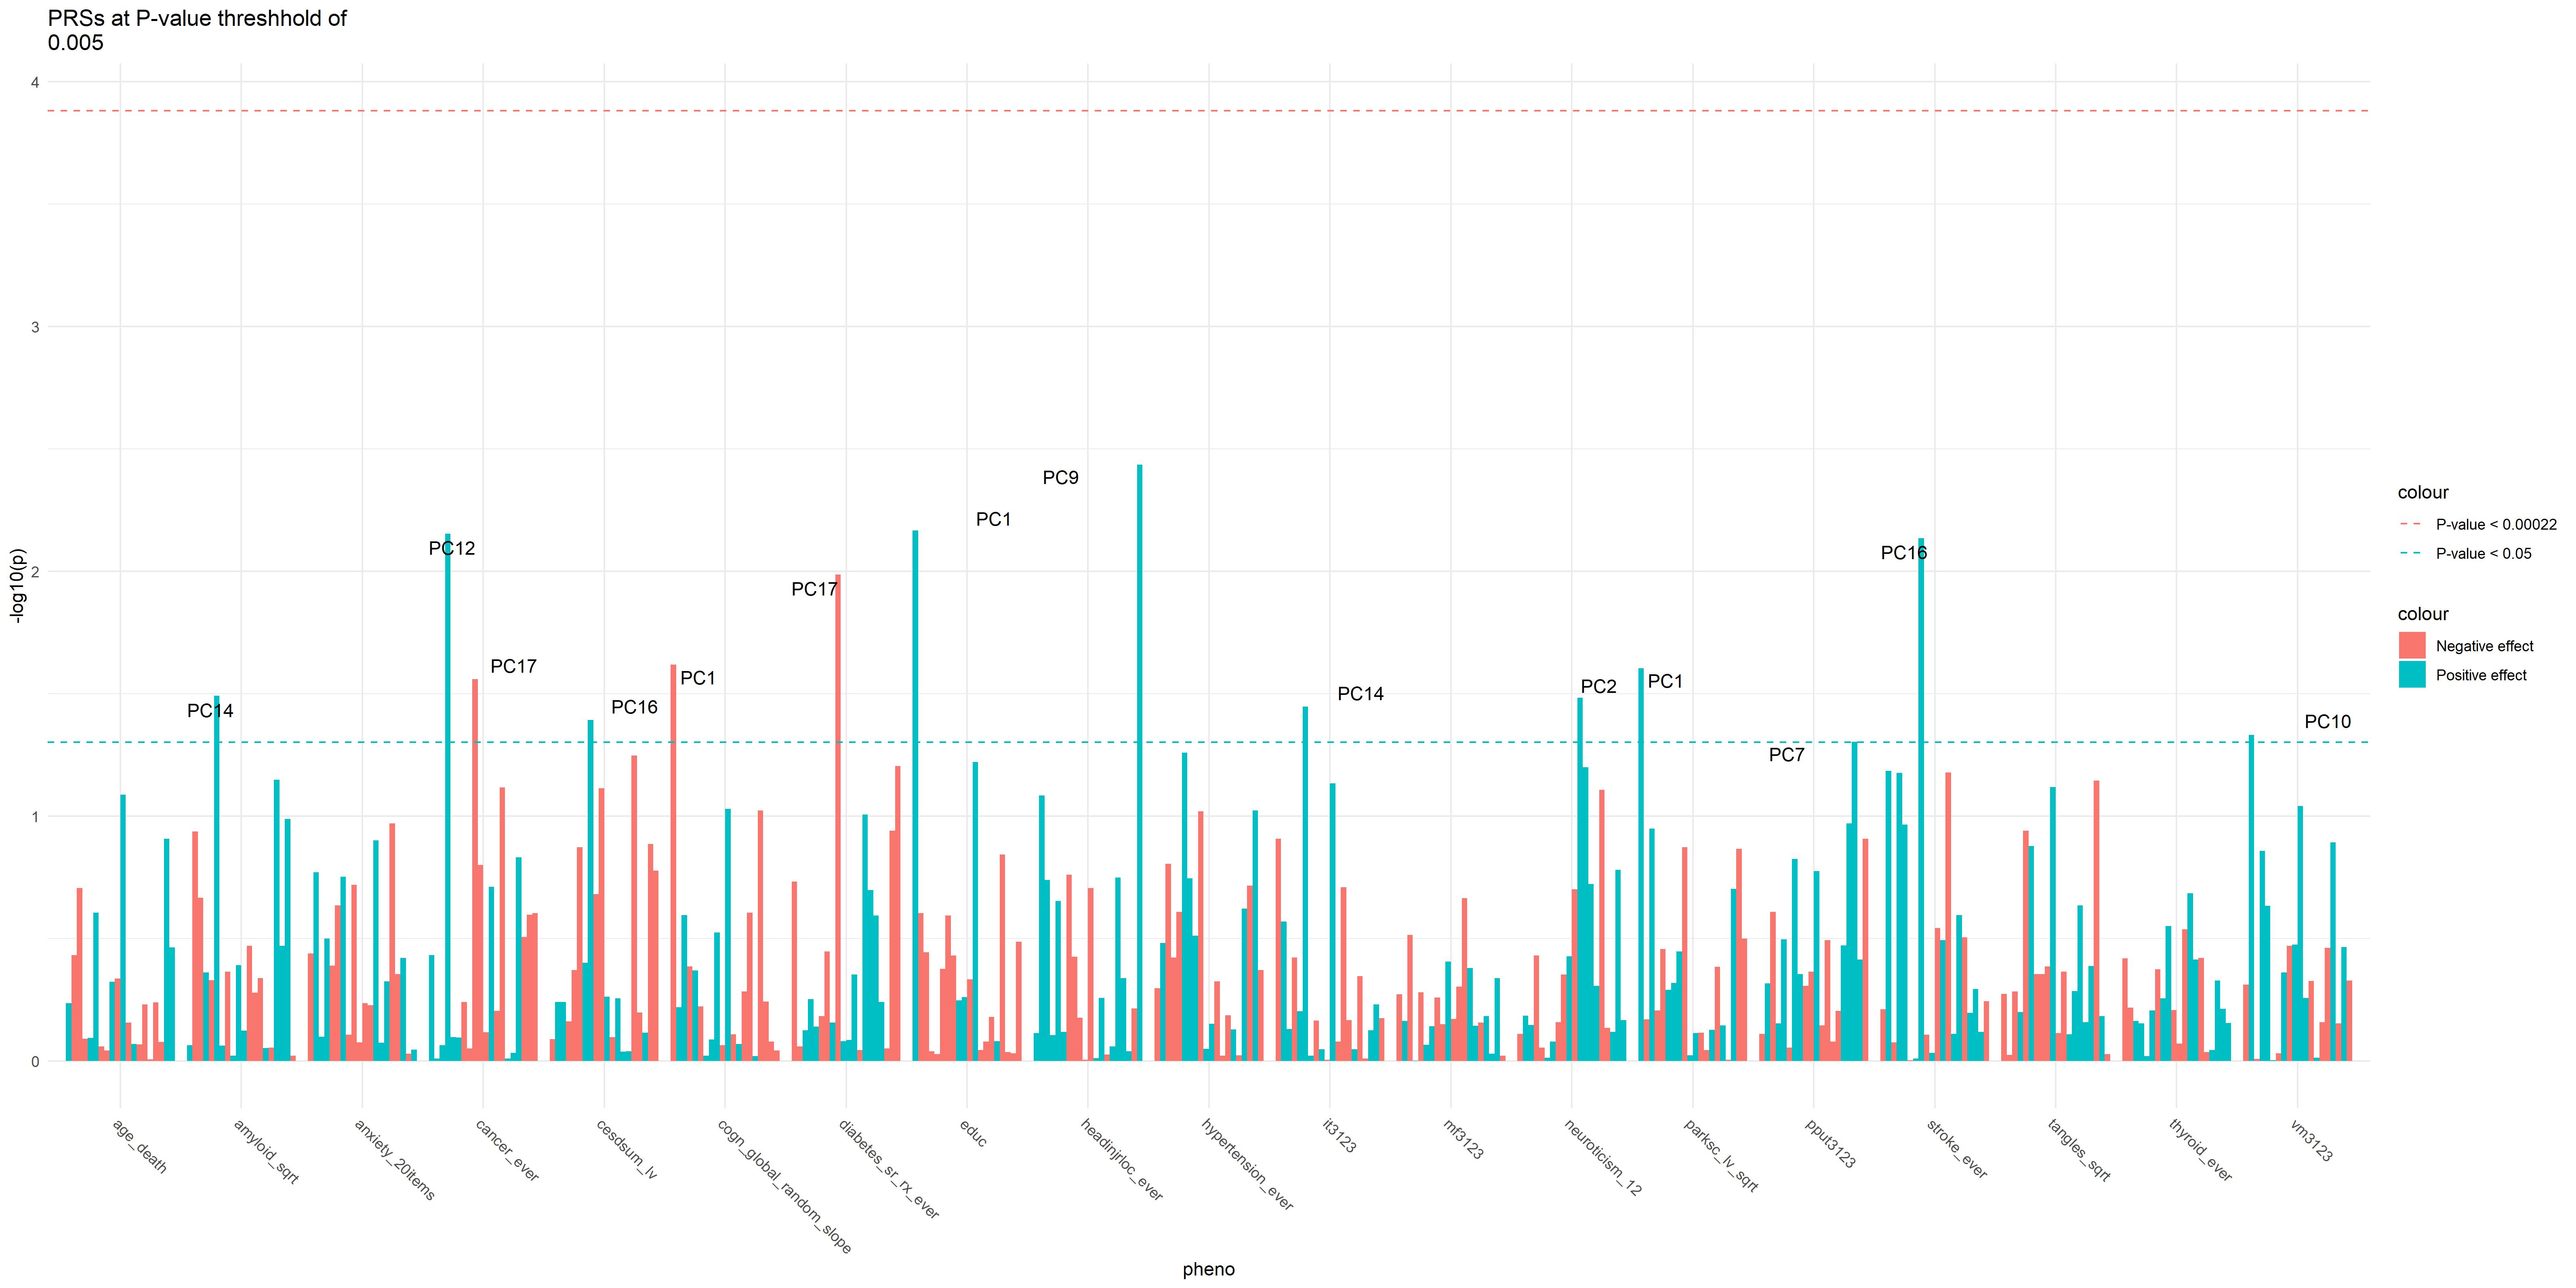 PRSs at P-value threshhold of
0.005
-log10(p)
4
3
2
1
0
PC9
PC1
PC12
PC16
PC17
PC17
PC1
PC2
PC1
PC16
PC14
PC14
PC10
PC7
age_death
amyloid_sqrt
anxiety_20items
cancer_ever
cesdsum_lv
cogn_global_random_slope
diabetes_sr_rx_ever
educ
headinjrloc_ever
hypertension_ever
it3123
mf3123
neuroticism_12
parksc_lv_sqrt
pput3123
stroke_ever
tangles_sqrt
thyroid_ever
vm3123
pheno
colour
P-value < 0.00022
P-value < 0.05
colour
Negative effect
Positive effect